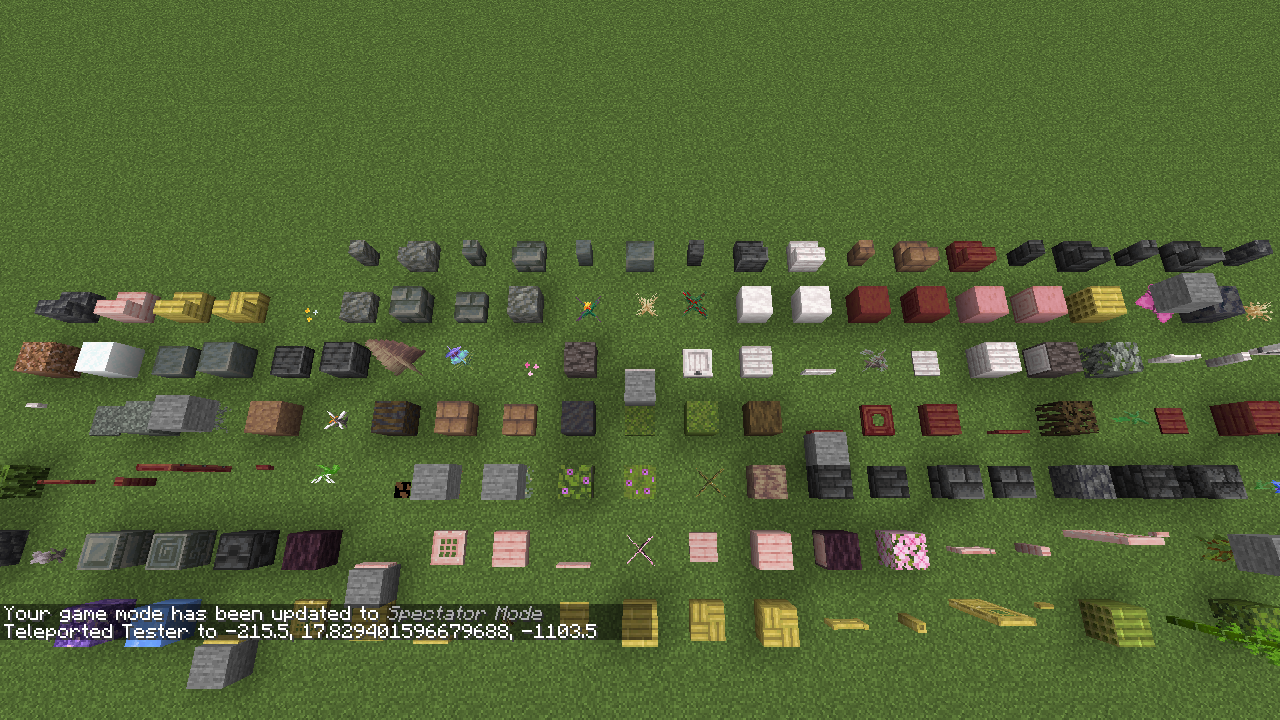 Your game mode has been updated to Spectator Mode
Teleported Tester to -215.5, 17.829401596679688, -1103.5